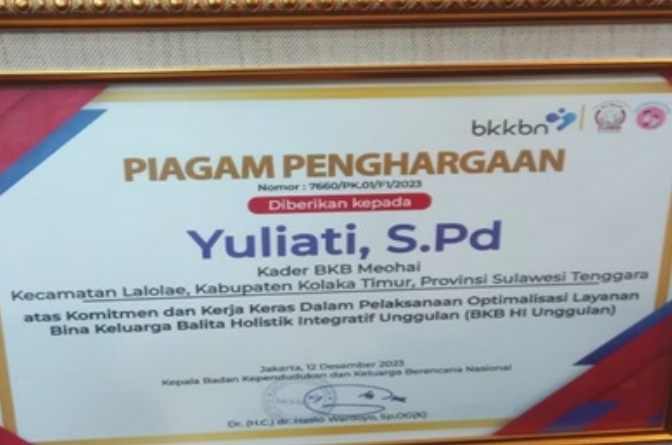 bkkbn
PIAGAM PENGHARGAAN
Nomor : 7660/PK.01/F1/2023
Diberikan kepada
Yuliati, S.Pd
Kader BKB Meohai
Kecamatan Lalolae, Kabupaten Kolaka Timur, Provinsi Sulawesi Tenggara
atas Komitmen dan Kerja Keras Dalam Pelaksanaan Optimalisasi Layanan
Bina Keluarga Balita Holistik Integratif Unggulan (BKB HI Unggulan)
Jakarta, 12 Desember 2023
Kepala Badan Kependudukan dan Keluarga Berencana Nasional
Dr. (H.C.) dr. Hasto Wardoyo, Sp.OG(K)